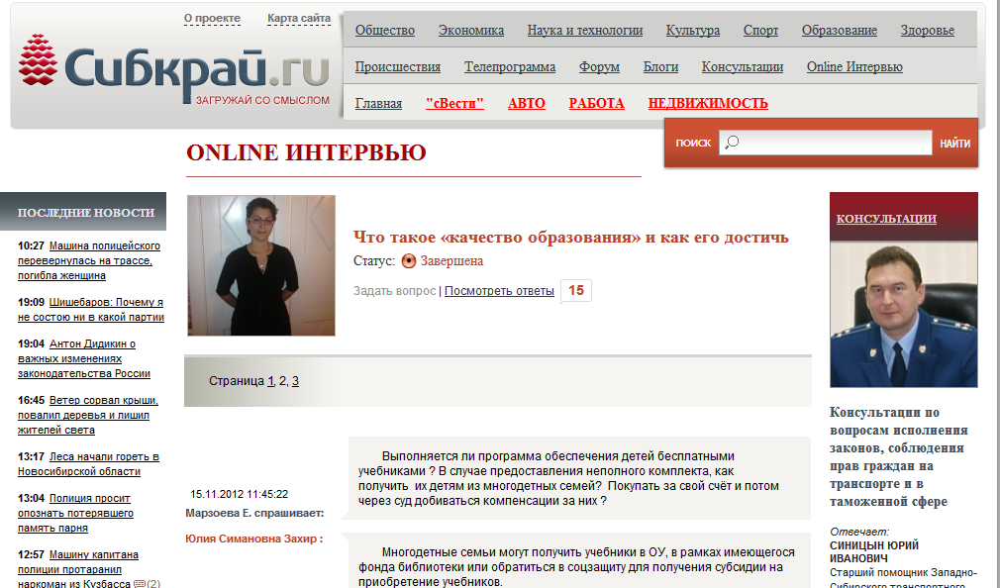 О проекте Карта сайта
Сибкрай.ru
ЗАГРУЖАЙ СО СМЫСЛОМ
Общество Экономика Наука и технологии Культура Спорт Образование Здоровье
Происшествия Телепрограмма Форум Блоги Консультации Online Интервью
Главная "сВести" АВТО РАБОТА НЕДВИЖИМОСТЬ
ПОИСК НАЙТИ
ONLINE ИНТЕРВЬЮ
ПОСЛЕДНИЕ НОВОСТИ
10:27 Машина полицейского
перевернулась на трассе,
погибла женщина
19:09 Шишебаров: Почему я
не состою ни в какой партии
19:04 Антон Дидикин о
важных изменениях
законодательства России
16:45 Ветер сорвал крыши,
повалил деревья и лишил
жителей света
13:17 Леса начали гореть в
Новосибирской области
13:04 Полиция просит
опознать потерявшего
память парня
12:57 Машину капитана
полиции протаранил
наркоман из Кузбасса (2)
Что такое «качество образования» и как его достичь
Статус: Завершена
Задать вопрос | Посмотреть ответы 15
Страница 1, 2, 3
15.11.2012 11:45:22
Марзоева Е. спрашивает:
Выполняется ли программа обеспечения детей бесплатными
учебниками ? В случае предоставления неполного комплекта, как
получить их детям из многодетных семей? Покупать за свой счёт и потом
через суд добиваться компенсации за них ?
Юлия Симановна Захир :
Многодетные семьи могут получить учебники в ОУ, в рамках имеющегося
фонда библиотеки или обратиться в соцзащиту для получения субсидии на
приобретение учебников.
КОНСУЛЬТАЦИИ
Консультации по
вопросам исполнения
законов, соблюдения
прав граждан на
транспорте и в
таможенной сфере
Отвечает:
СИНИЦЫН ЮРИЙ
ИВАНОВИЧ
Старший помощник Западно-
Сибирского транспортного